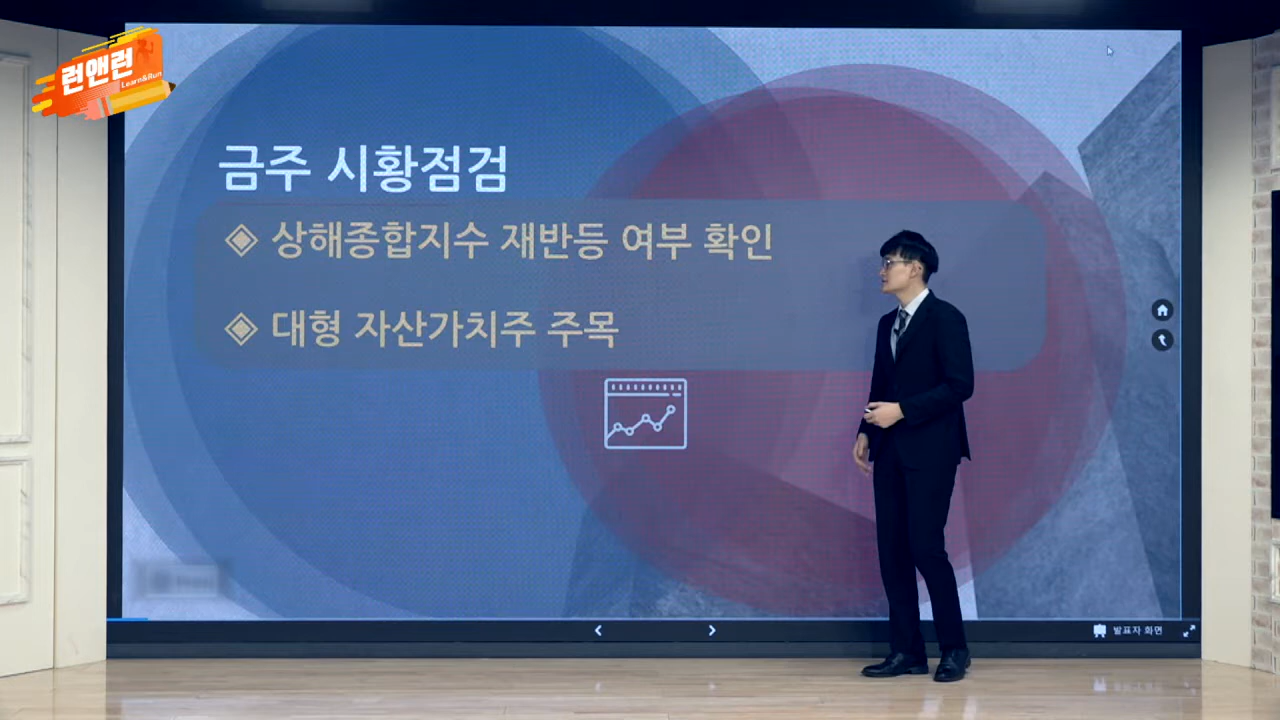 런앤런
Learn&Run
금주 시황점검
◈ 상해종합지수 재반등 여부 확인
◈ 대형 자산가치주 주목
발표자 화면